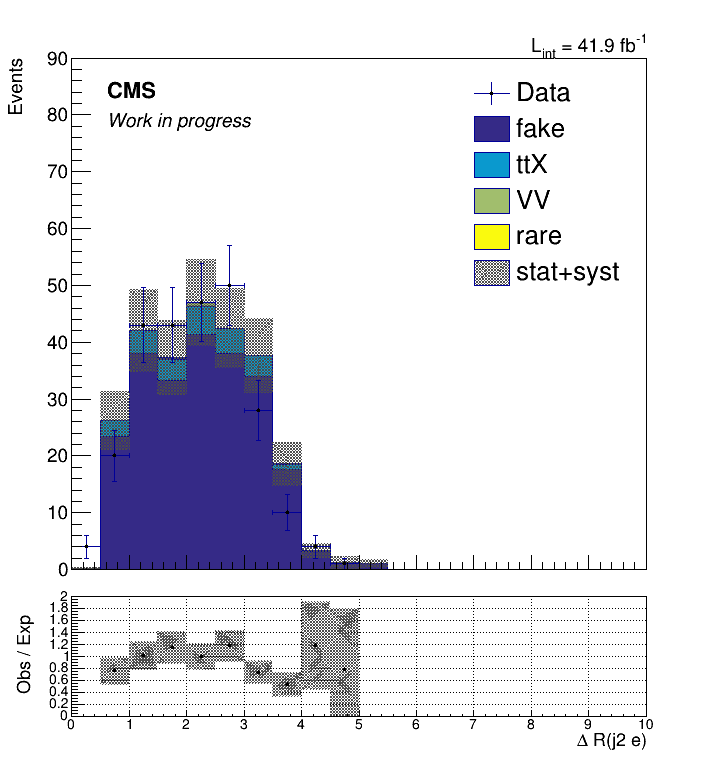 L_int = 41.9 fb^-1
Events
90
80
70
60
50
40
30
20
10
0
CMS
Work in progress
Data
fake
ttX
VV
rare
stat+syst
Obs / Exp
2
1.8
1.6
1.4
1.2
1
0.8
0.6
0.4
0.2
0
0 1 2 3 4 5 6 7 8 9 10
Δ R(j2 e)